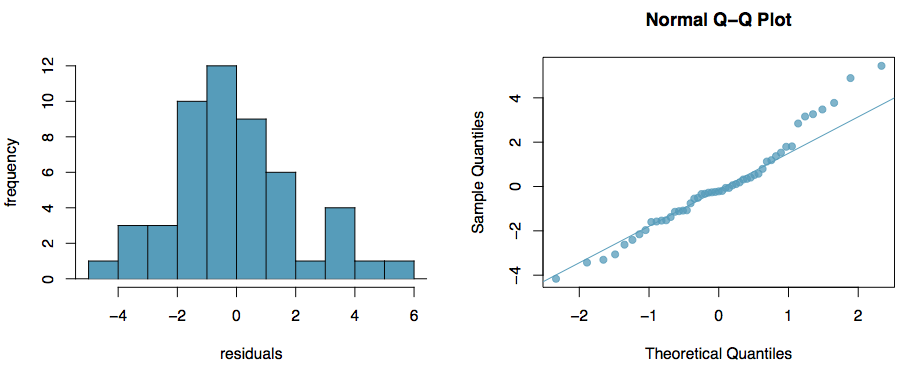 frequency
12
10
8
6
4
2
0
−4 −2 0 2 4 6
residuals
Normal Q−Q Plot
Sample Quantiles
4
2
0
−2
−4
−2 −1 0 1 2
Theoretical Quantiles